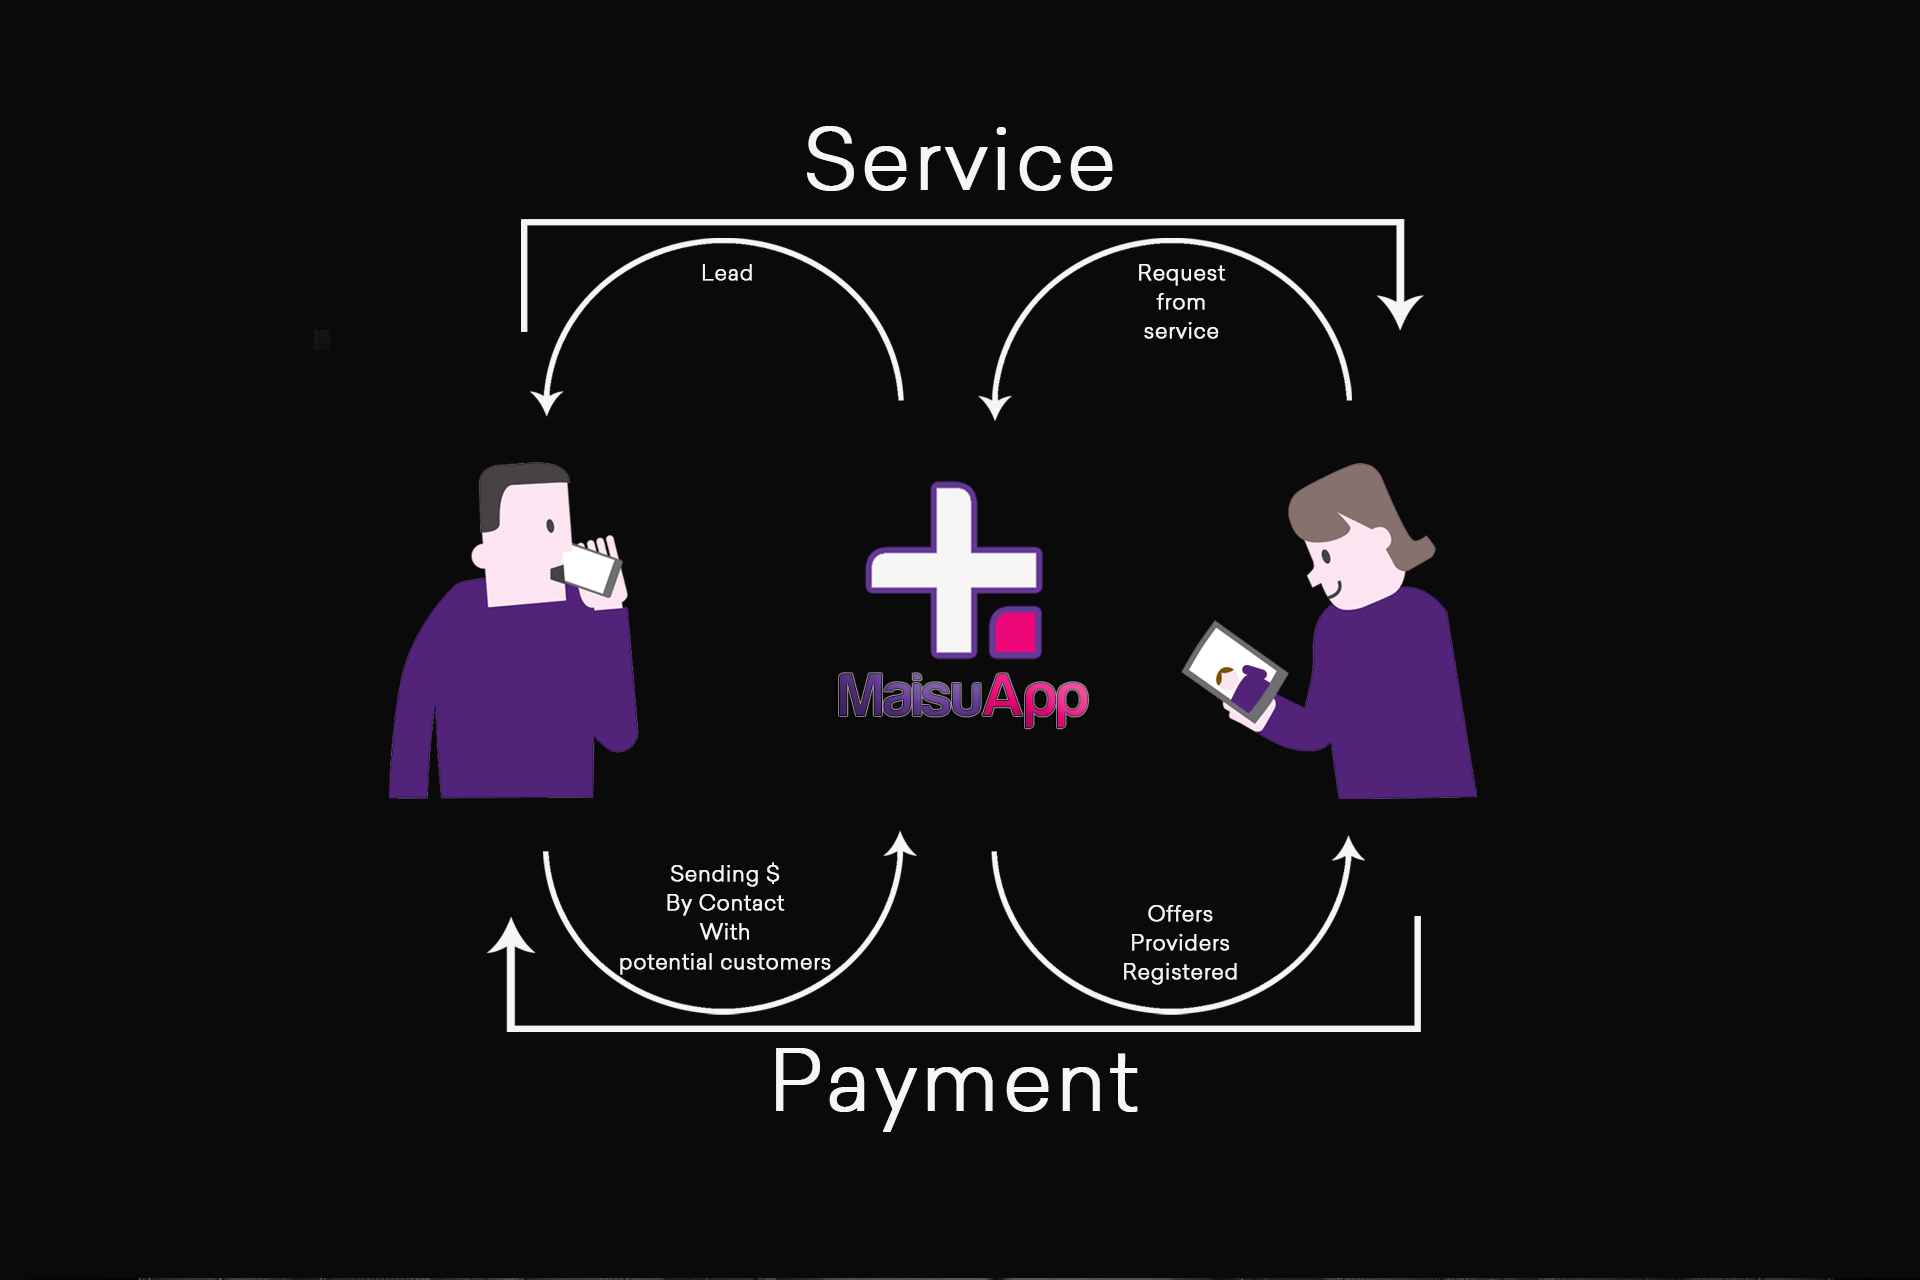 Service
Lead
Request
from
service
MaisuApp
Sending $
By Contact
With
potential customers
Offers
Providers
Registered
Payment